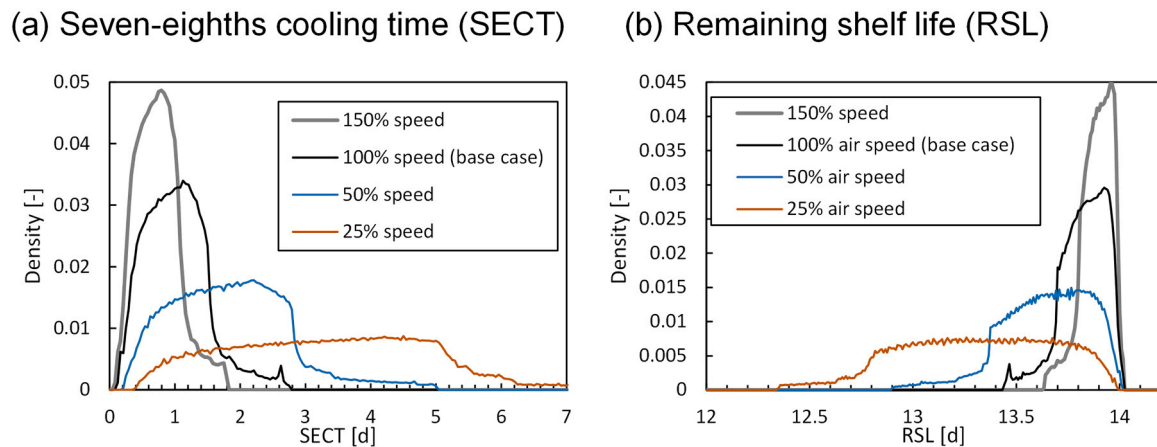 (a) Seven-eighths cooling time (SECT)
0.05
0.04
0.03
0.02
0.01
0
Density [-]
150% speed
100% speed (base case)
50% speed
25% speed
0 1 2 3 4 5 6 7
SECT [d]
(b) Remaining shelf life (RSL)
0.045
0.04
0.035
0.03
0.025
0.02
0.015
0.01
0.005
0
Density [-]
150% speed
100% air speed (base case)
50% air speed
25% air speed
12 12.5 13 13.5 14
RSL [d]